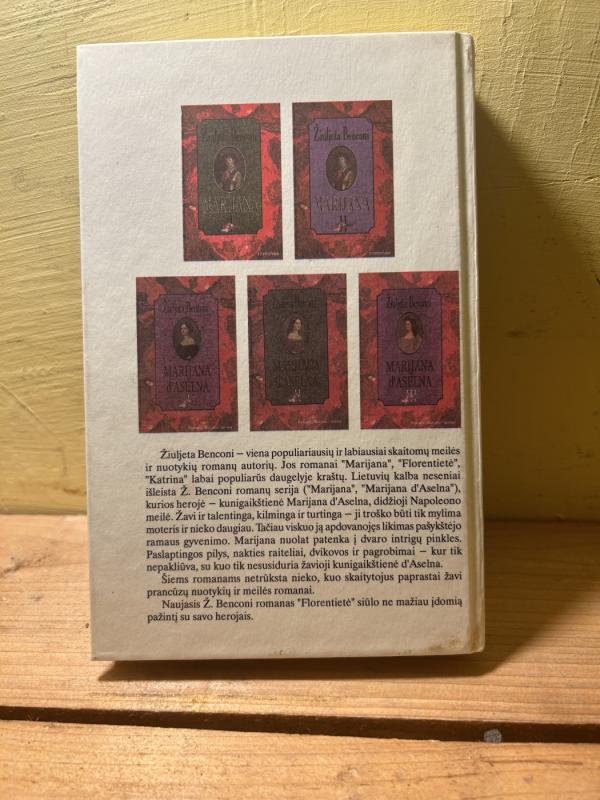 Žiuljeta Benconi
MARIJANA
Žiuljeta Benconi
MARIJANA
II
Žiuljeta Benconi
MARIJANA
d'ASELNA
I
Žiuljeta Benconi
MARIJANA
d'ASELNA
II
Žiuljeta Benconi
MARIJANA
d'ASELNA
III
Žiuljeta Benconi – viena populiariausių ir labiausiai skaitomų meilės
ir nuotykių romanų autorių. Jos romanai "Marijana", "Florentietė",
"Katrina" labai populiarūs daugelyje kraštų. Lietuvių kalba neseniai
išleista Ž. Benconi romanų serija ("Marijana", "Marijana d'Aselna"),
kurios herojė – kunigaikštienė Marijana d'Aselna, didžioji Napoleono
meilė. Žavi ir talentinga, kilminga ir turtinga – ji troško būti tik mylima
moteris ir nieko daugiau. Tačiau viskuo ją apdovanojęs likimas pašykštėjo
ramaus gyvenimo. Marijana nuolat patenka į dvaro intrigų pinkles.
Paslaptingos pilys, nakties raiteliai, dvikovos ir pagrobimai – kur tik
nepakliūva, su kuo tik nesusiduria žavioji kunigaikštienė d'Aselna.
Šiems romanams netrūksta nieko, kuo skaitytojus paprastai žavi
prancūzų nuotykių ir meilės romanai.
Naujasis Ž. Benconi romanas "Florentietė" siūlo ne mažiau įdomią
pažintį su savo herojais.